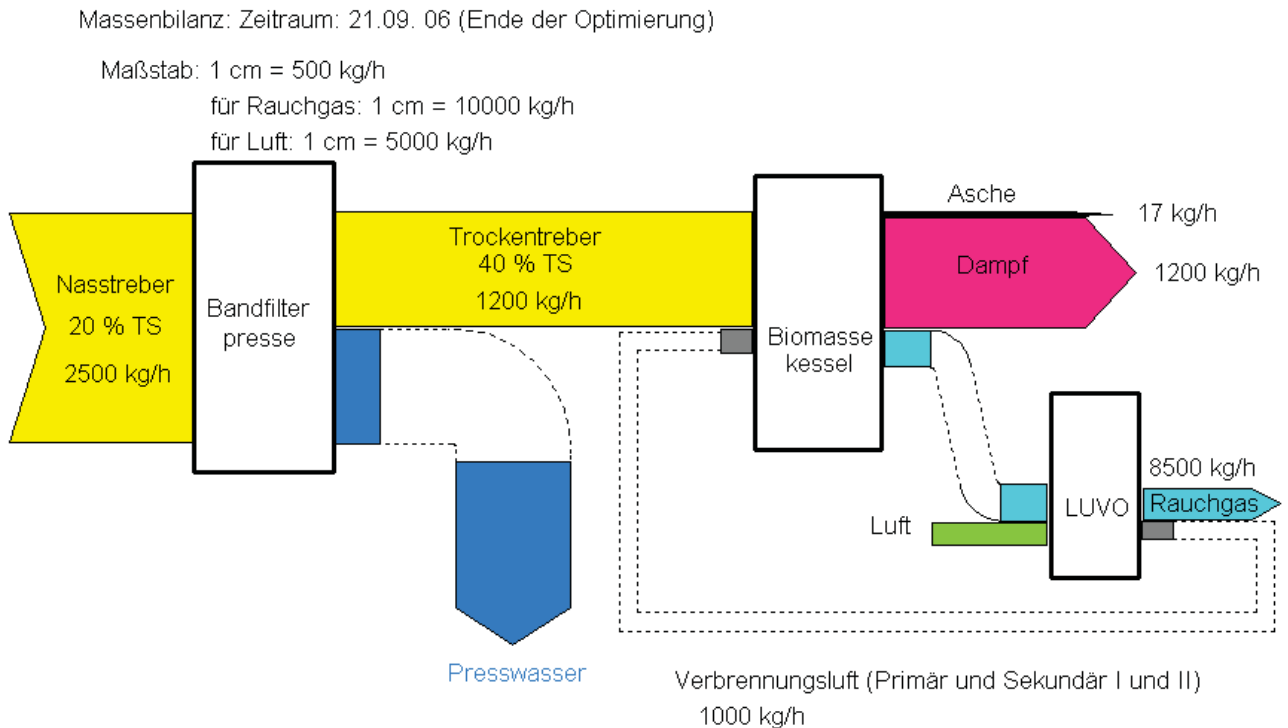 Massenbilanz: Zeitraum: 21.09. 06 (Ende der Optimierung)
Maßstab: 1 cm = 500 kg/h
für Rauchgas: 1 cm = 10000 kg/h
für Luft: 1 cm = 5000 kg/h
Nasstreber
20 % TS
2500 kg/h
Bandfilter
presse
Trockentreber
40 % TS
1200 kg/h
Biomasse
kessel
Asche
17 kg/h
Dampf
1200 kg/h
Luft
LUVO
8500 kg/h
Rauchgas
Presswasser
Verbrennungsluft (Primär und Sekundär I und II)
1000 kg/h